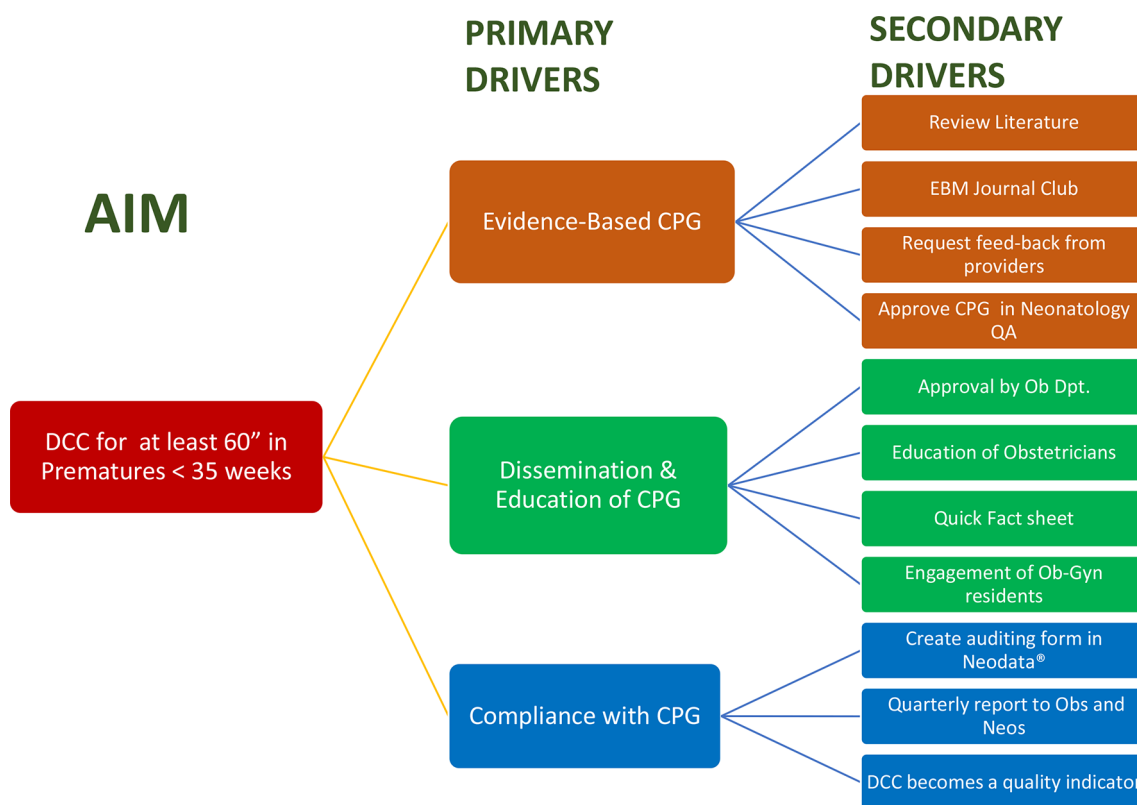 PRIMARY
DRIVERS
SECONDARY
DRIVERS
AIM
DCC for  at least 60” in
Prematures < 35 weeks
Evidence-Based CPG
Review Literature
EBM Journal Club
Request feed-back from
providers
Approve CPG  in Neonatology
QA
Dissemination &
Education of CPG
Approval by Ob Dpt.
Education of Obstetricians
Quick Fact sheet
Engagement of Ob-Gyn
residents
Compliance with CPG
Create auditing form in
Neodata®
Quarterly report to Obs and
Neos
DCC becomes a quality indicator